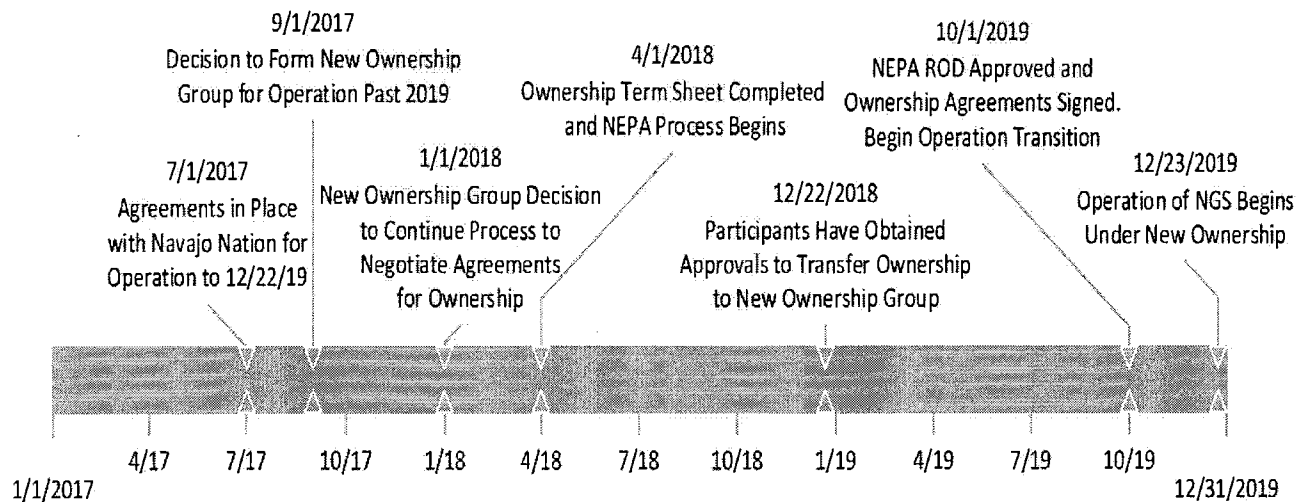 9/1/2017
Decision to Form New Ownership
Group for Operation Past 2019
7/1/2017
Agreements in Place
with Navajo Nation for
Operation to 12/22/19
1/1/2018
New Ownership Group Decision
to Continue Process to
Negotiate Agreements
for Ownership
4/1/2018
Ownership Term Sheet Completed
and NEPA Process Begins
12/22/2018
Participants Have Obtained
Approvals to Transfer Ownership
to New Ownership Group
10/1/2019
NEPA ROD Approved and
Ownership Agreements Signed.
Begin Operation Transition
12/23/2019
Operation of NGS Begins
Under New Ownership
4/17 7/17 10/17 1/18 4/18 7/18 10/18 1/19 4/19 7/19 10/19
1/1/2017 12/31/2019